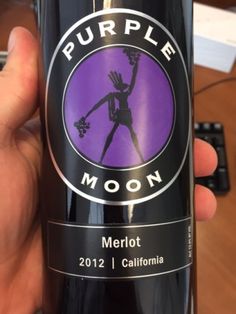 PURPLE
MOON
Merlot
2012 | California